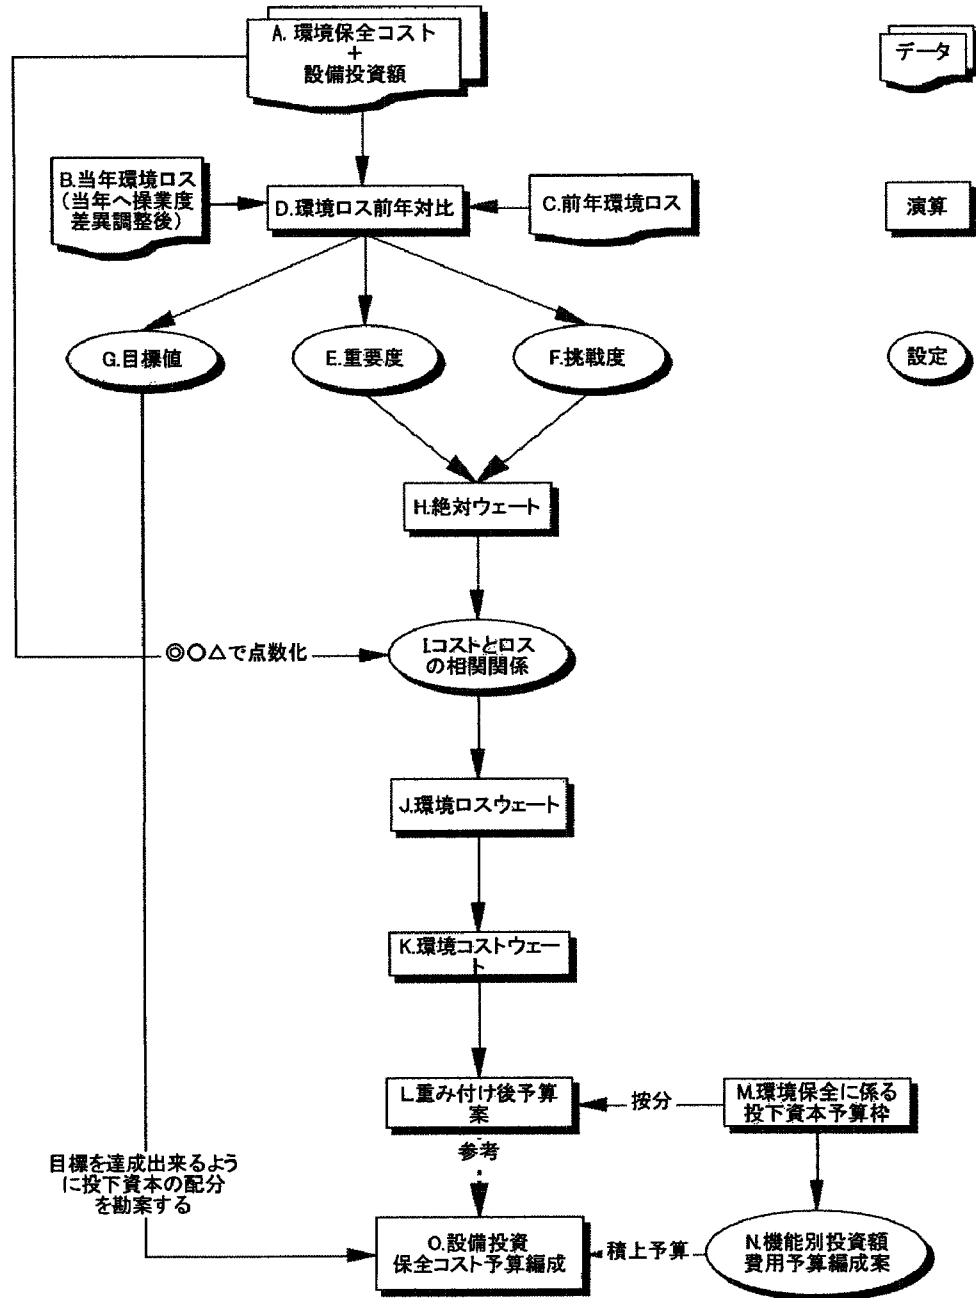 A. 環境保全コスト
+
設備投資額
データ
B.当年環境ロス
(当年へ操業度
差異調整後)
D.環境ロス前年対比
C.前年環境ロス
演算
G.目標値
E.重要度
F.挑戦度
設定
H.絶対ウェート
◎○△で点数化
I.コストとロス
の相関関係
J.環境ロスウェート
K.環境コストウェー
ト
L.重み付け後予算
案
按分
M.環境保全に係る
投下資本予算枠
参考
目標を達成出来るよう
に投下資本の配分
を勘案する
O.設備投資
保全コスト予算編成
積上予算
N.機能別投資額
費用予算編成案